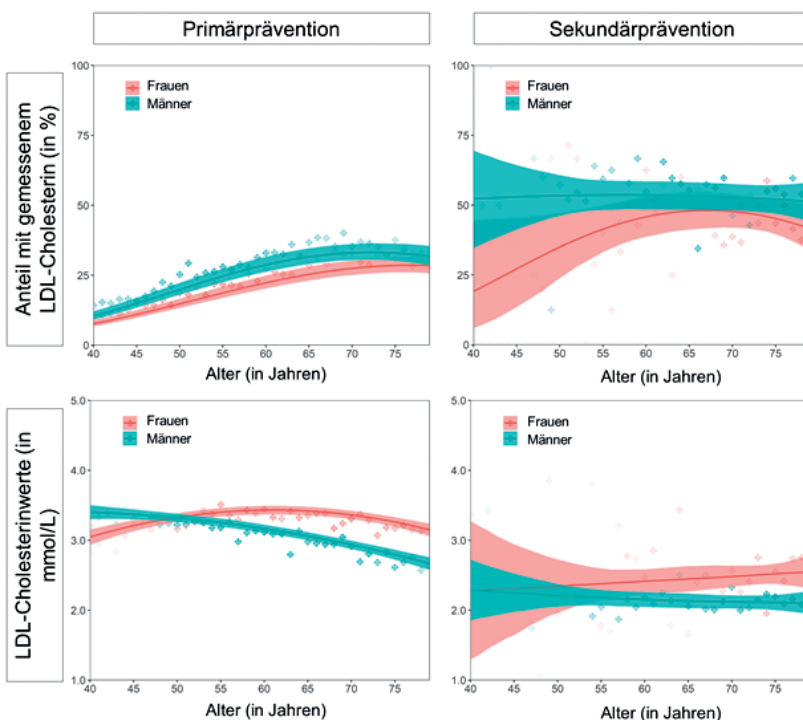 Primärprävention
Sekundärprävention
Anteil mit gemessenem
LDL-Cholesterin (in %)
100
75
50
25
0
Frauen
Männer
40 45 50 55 60 65 70 75
Alter (in Jahren)
100
75
50
25
0
Frauen
Männer
40 45 50 55 60 65 70 75
Alter (in Jahren)
LDL-Cholesterinwerte (in
mmol/L)
5.0
4.0
3.0
2.0
1.0
Frauen
Männer
40 45 50 55 60 65 70 75
Alter (in Jahren)
5.0
4.0
3.0
2.0
1.0
Frauen
Männer
40 45 50 55 60 65 70 75
Alter (in Jahren)